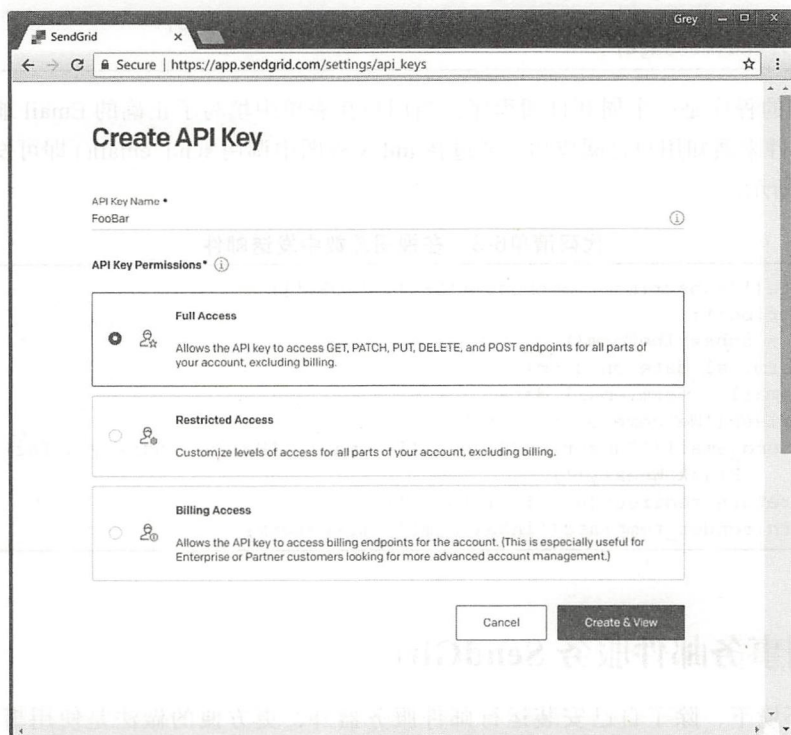 Grey
SendGrid
Secure | https://app.sendgrid.com/settings/api_keys
Create API Key
API Key Name •
FooBar
API Key Permissions•
Full Access
Allows the API key to access GET, PATCH, PUT, DELETE, and POST endpoints for all parts of
your account, excluding billing.
Restricted Access
Customize levels of access for all parts of your account, excluding billing.
Billing Access
Allows the API key to access billing endpoints for the account. (This is especially useful for
Enterprise or Partner customers looking for more advanced account management.)
Cancel
Create & View